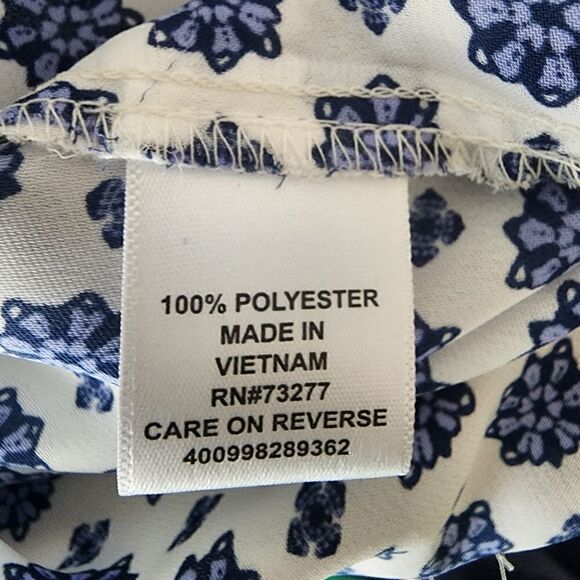 100% POLYESTER
MADE IN
VIETNAM
RN#73277
CARE ON REVERSE
400998289362